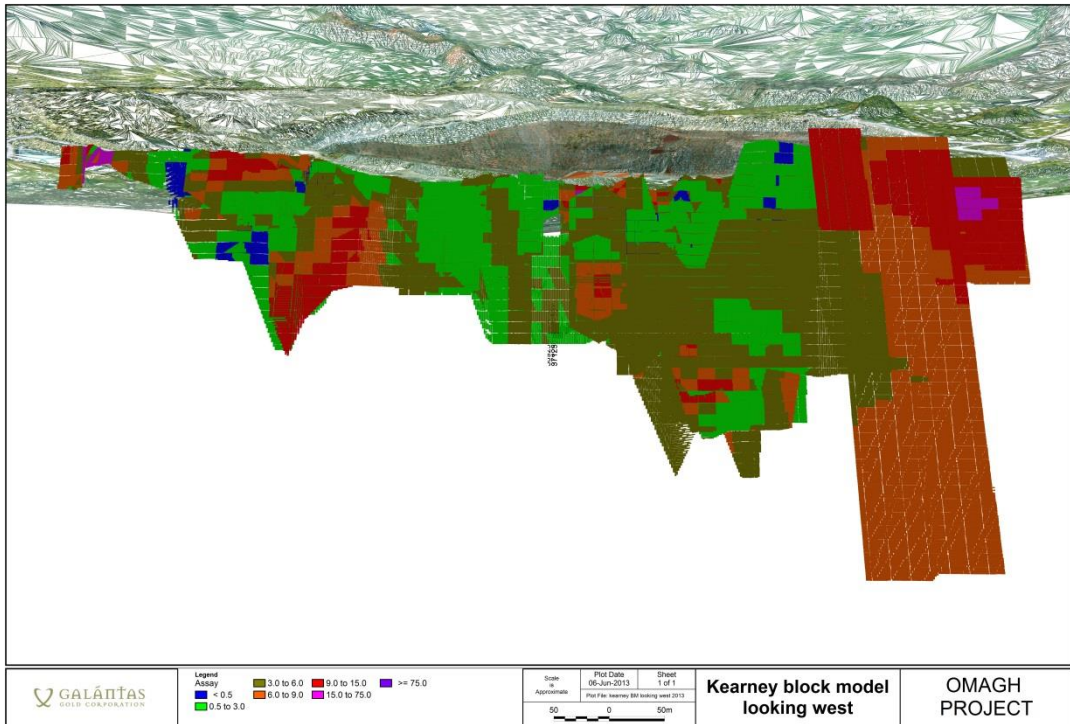 GALÁNTAS
GOLD CORPORATION
Legend
Assay
< 0.5
0.5 to 3.0
3.0 to 6.0
6.0 to 9.0
9.0 to 15.0
15.0 to 75.0
>= 75.0
Scale
is
Approximate
Plot Date
06-Jun-2013
Sheet
1 of 1
Plot File: kearney BM looking west 2013
50 0 50m
Kearney block model
looking west
OMAGH
PROJECT